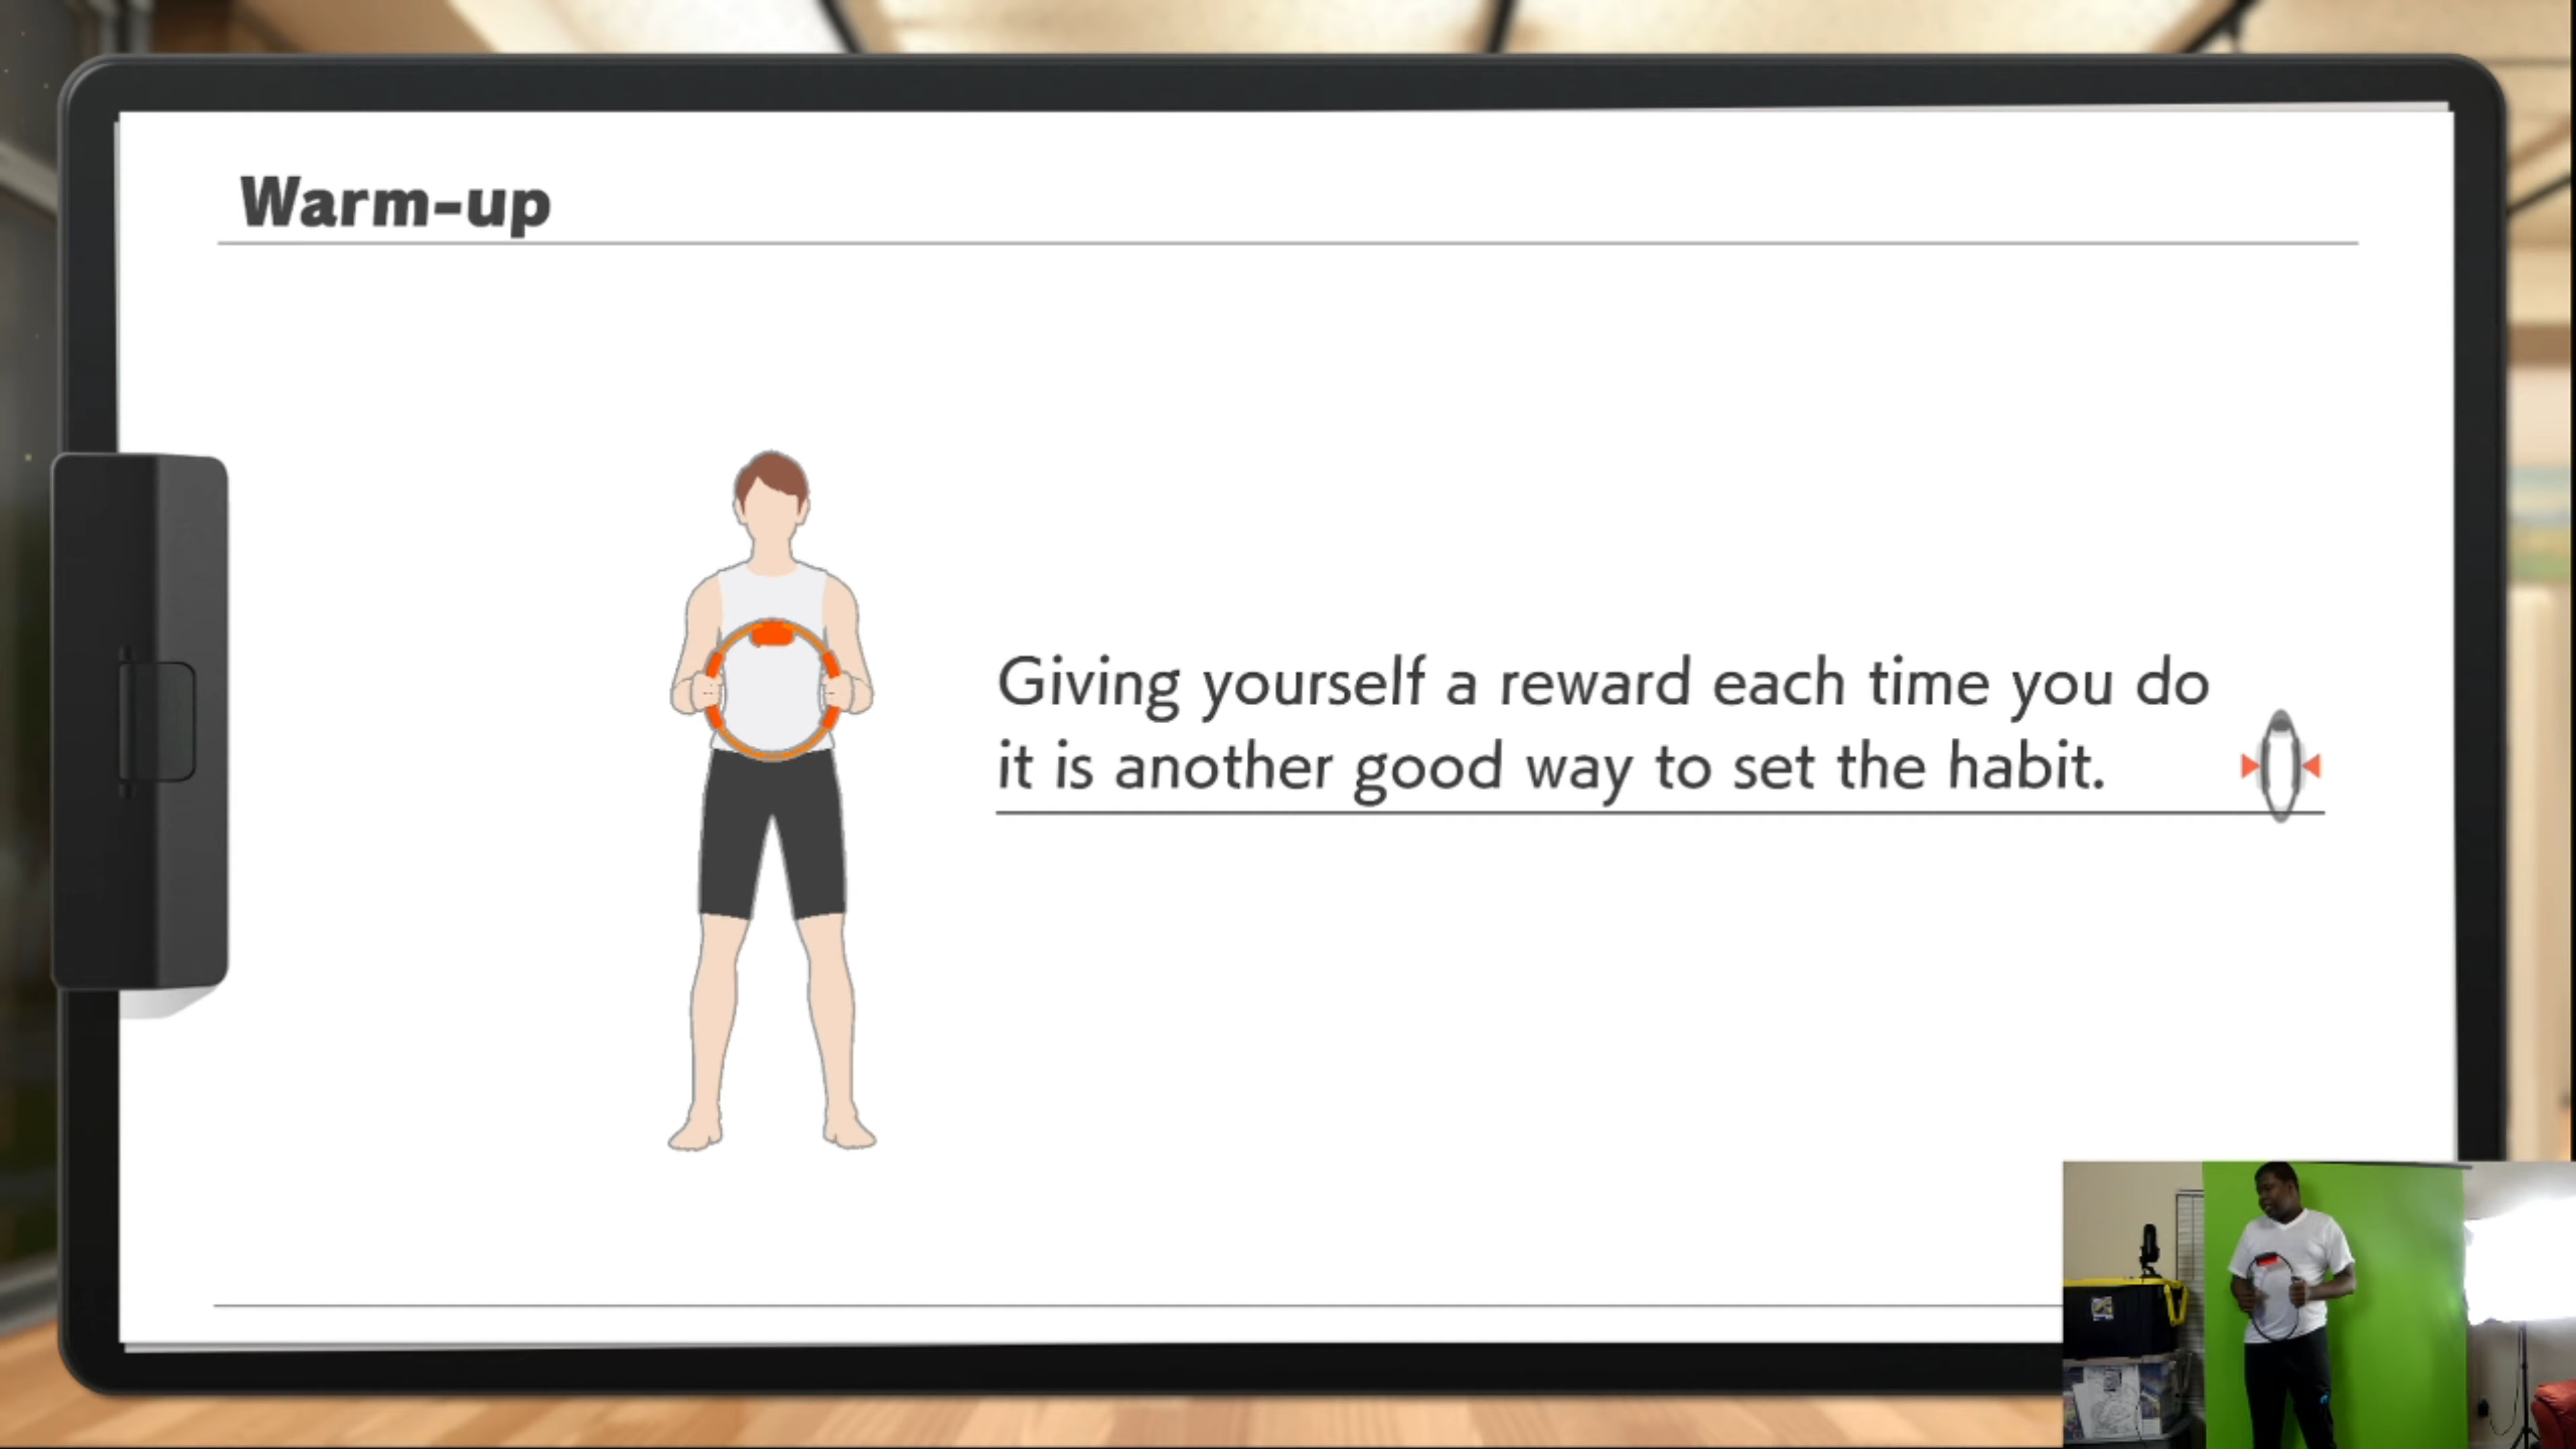 Warm-up
Giving yourself a reward each time you do
it is another good way to set the habit.